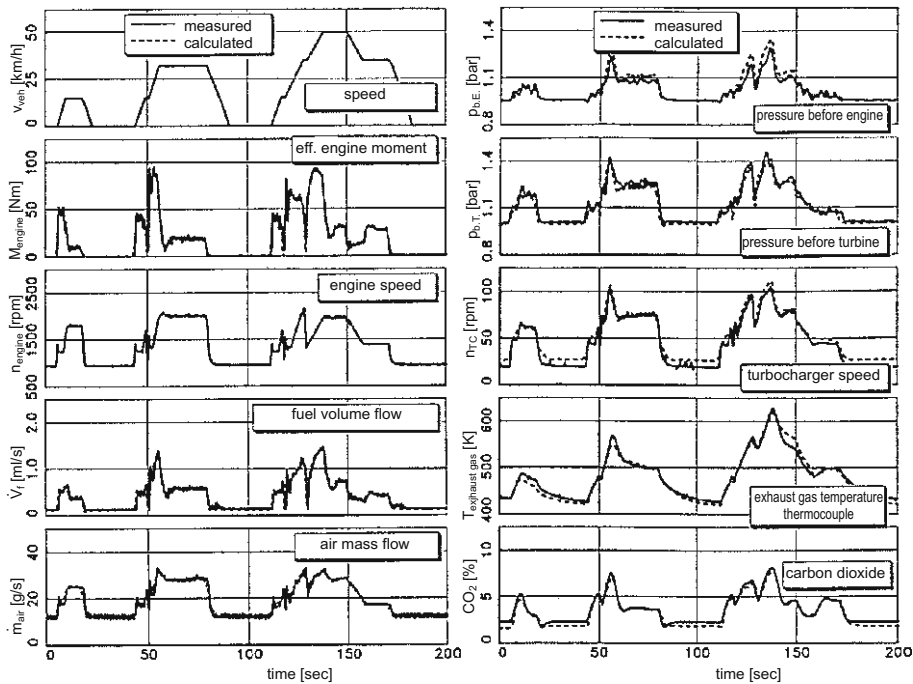 measured
calculated
50
25
0
v_veh [km/h]
speed
eff. engine moment
100
50
0
M_engine [Nm]
engine speed
2500
1500
500
n_engine [rpm]
fuel volume flow
2.0
1.0
0
V̇_f [ml/s]
air mass flow
40
20
0
ṁ_air [g/s]
0
50
100
150
200
time [sec]
measured
calculated
1.4
1.1
0.8
p_b.E. [bar]
pressure before engine
1.4
1.1
0.8
p_b.T. [bar]
pressure before turbine
100
50
0
n_TC [rpm]
turbocharger speed
600
500
400
T_exjhaust gas [K]
exhaust gas temperature
thermocouple
10
5
0
CO₂ [%]
carbon dioxide
0
50
100
150
200
time [sec]